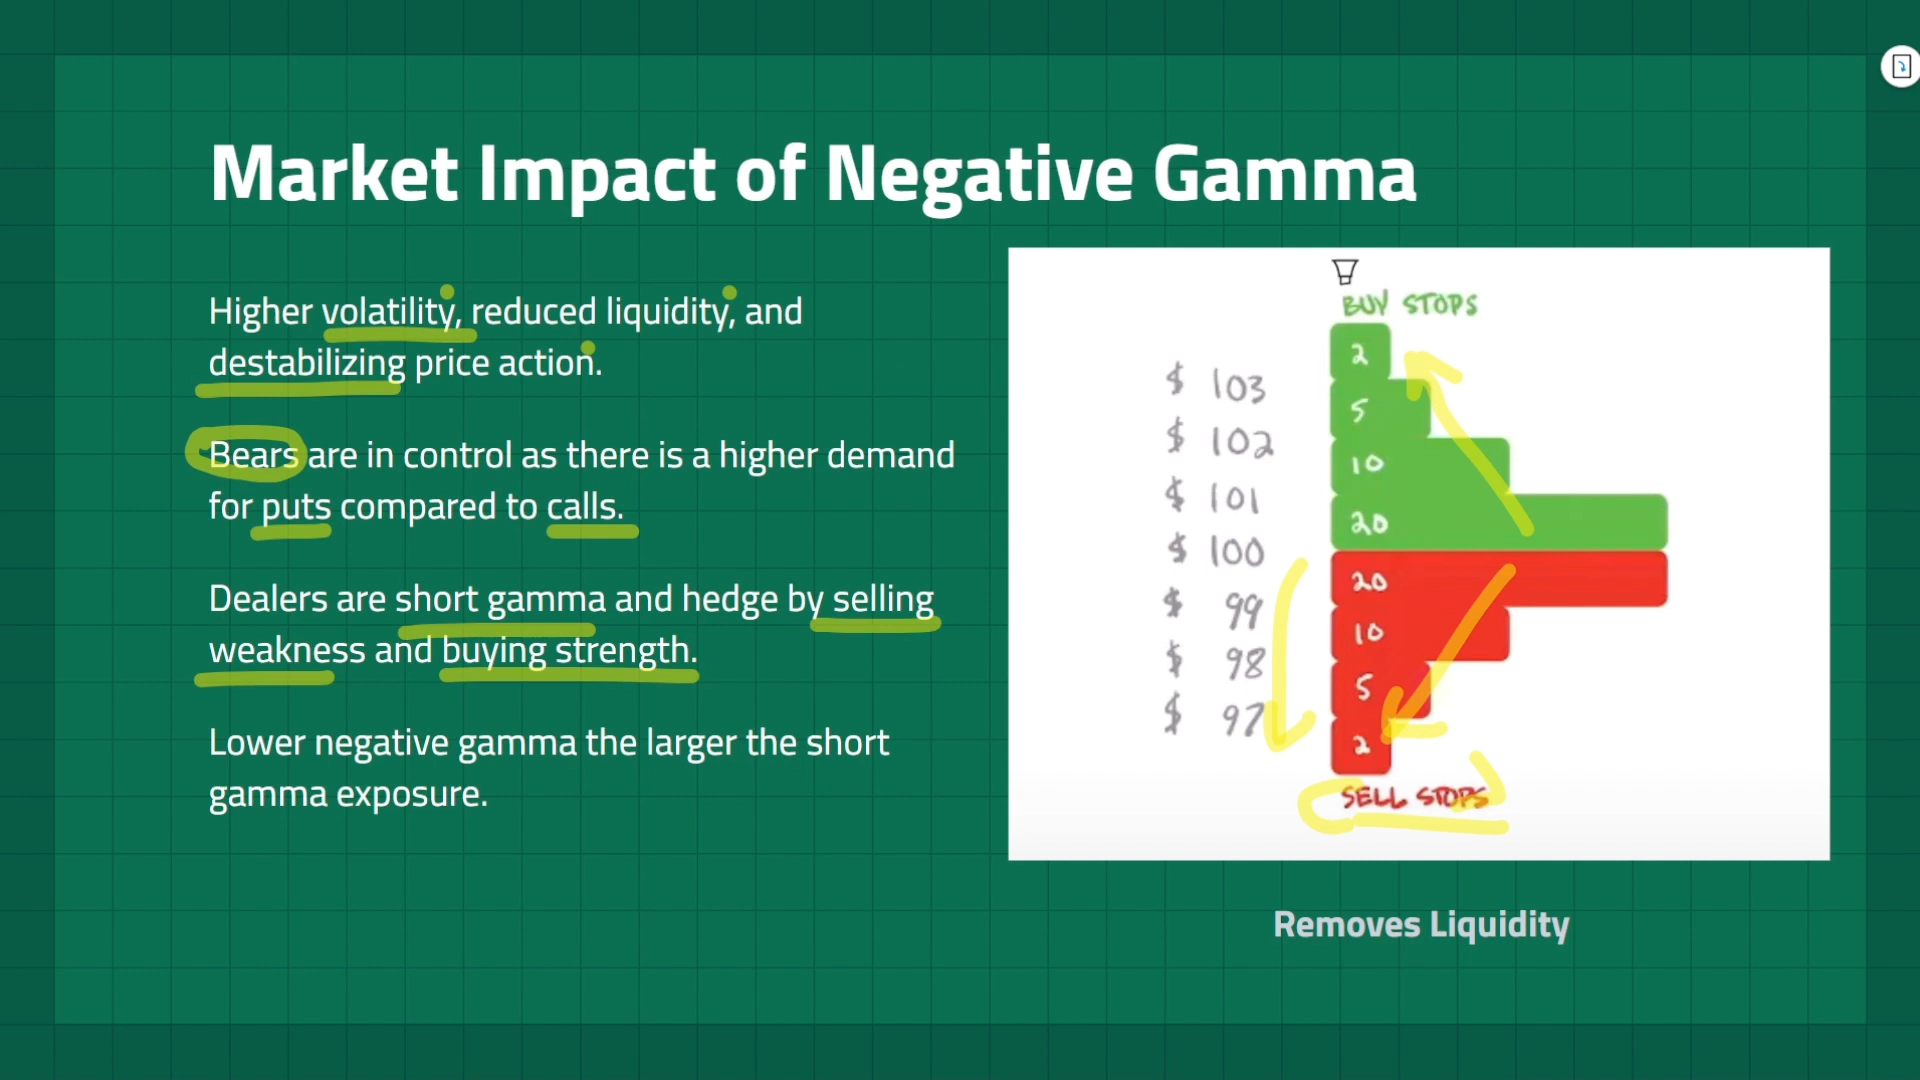 Market Impact of Negative Gamma
Higher volatility, reduced liquidity, and
destabilizing price action.
Bears are in control as there is a higher demand
for puts compared to calls.
Dealers are short gamma and hedge by selling
weakness and buying strength.
Lower negative gamma the larger the short
gamma exposure.
BUY STOPS
2
$ 103
5
$ 102
10
$ 101
20
$ 100
20
$ 99
10
$ 98
5
$ 97
2
SELL STOPS
Removes Liquidity